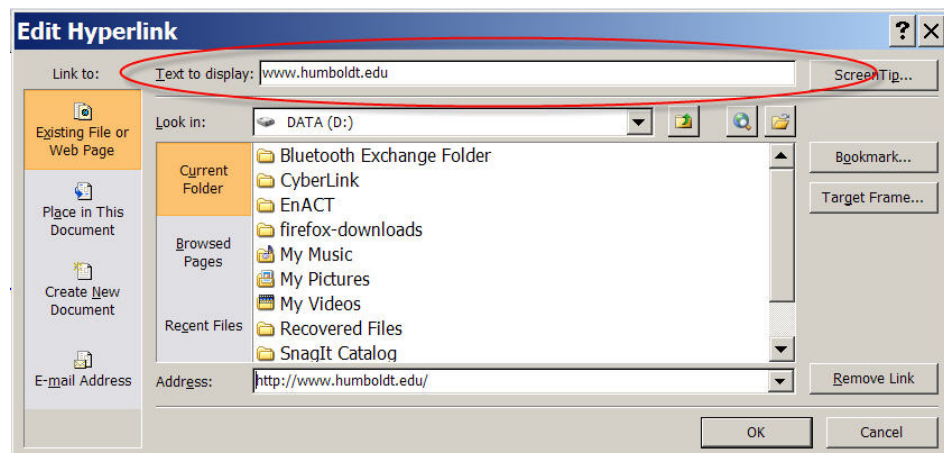 Edit Hyperlink
? X
Link to:
Text to display: www.humboldt.edu
ScreenTip...
Existing File or
Web Page
Look in: DATA (D:)
Current
Folder
Bluetooth Exchange Folder
CyberLink
EnACT
firefox-downloads
My Music
My Pictures
My Videos
Recovered Files
SnagIt Catalog
Bookmark...
Target Frame...
Place in This
Document
Browsed
Pages
Create New
Document
Recent Files
E-mail Address
Address: http://www.humboldt.edu/
Remove Link
OK
Cancel